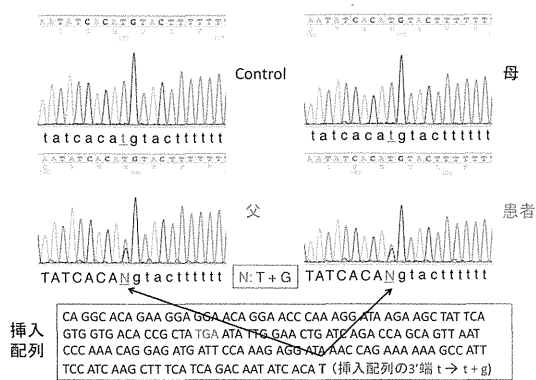 AATATCACATGTACTTTTTT
AATATCACATGTACTTTTTT
Control
母
tatcacatgtactttttt
tatcacatgtactttttt
AATATCACATGTACTTTTTT
AATATCACATGTACTTTTTT
父
患者
TATCACANgtactttttt
N: T + G
TATCACANgtactttttt
挿入
配列
CA GGC ACA GAA GGA GGA ACA GGA ACC CAA AGG ATA AGA AGC TAT TCA
GTG GTG ACA CCG CTA TGA ATA TTG GAA CTG ATC AGA CCA GCA GTT AAT
CCC AAA CAG GAG ATG ATT CCA AAG AGG ATA AAC CAG AAA AAA GCC ATT
TCC ATC AAG CTT TCA TCA GAC AAT ATC ACA T (挿入配列の3'端 t → t + g)